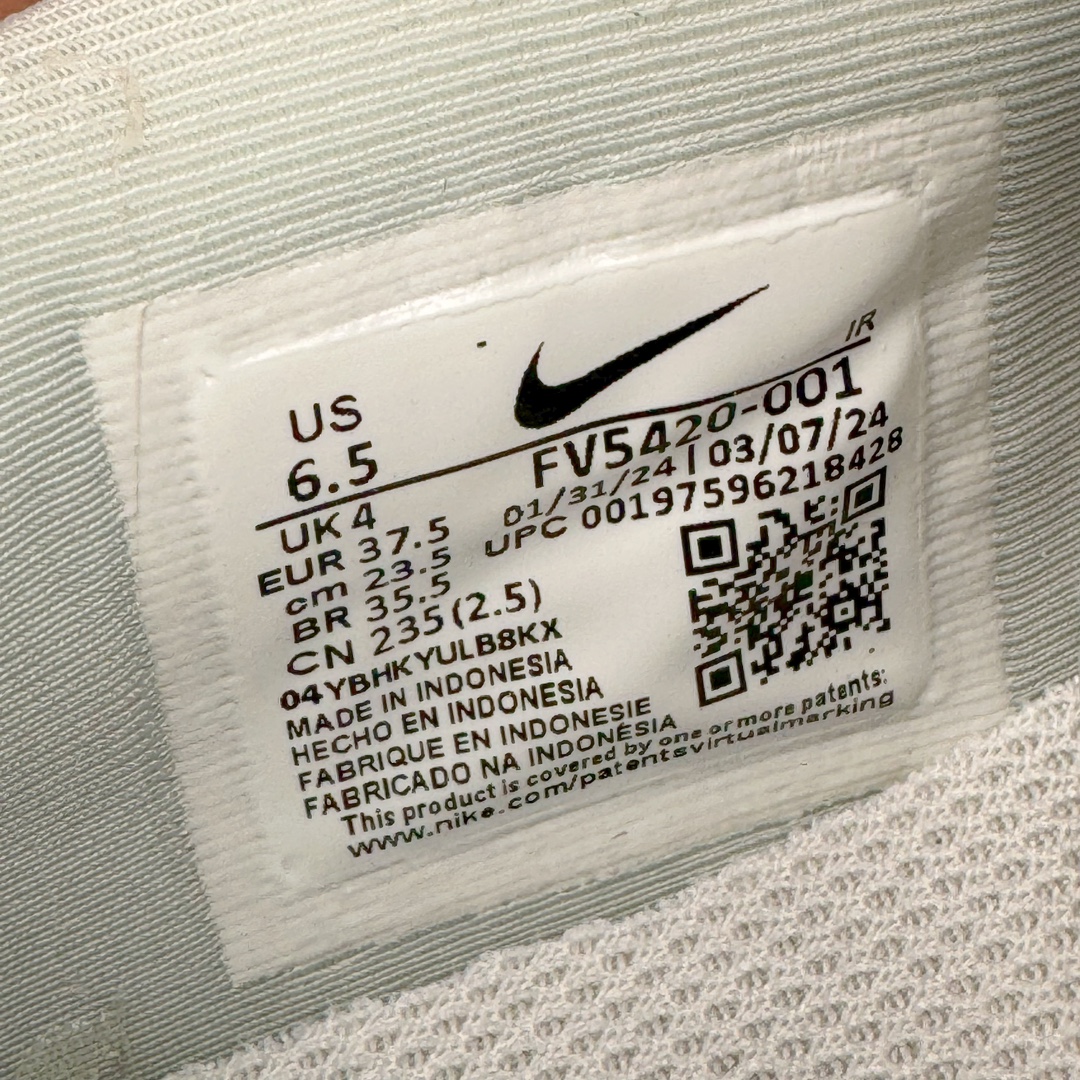 IR
US
6.5
FV5420-001
01/31/24 | 03/07/24
UPC 00197596218428
UK 4
EUR 37.5
cm 23.5
BR 35.5
CN 235 (2.5)
04YBHKYULB8KX
MADE IN INDONESIA
HECHO EN INDONESIA
FABRIQUE EN INDONESIE
FABRICADO NA INDONÉSIA
This product is covered by one or more patents:
www.nike.com/patentsvirtualmarking